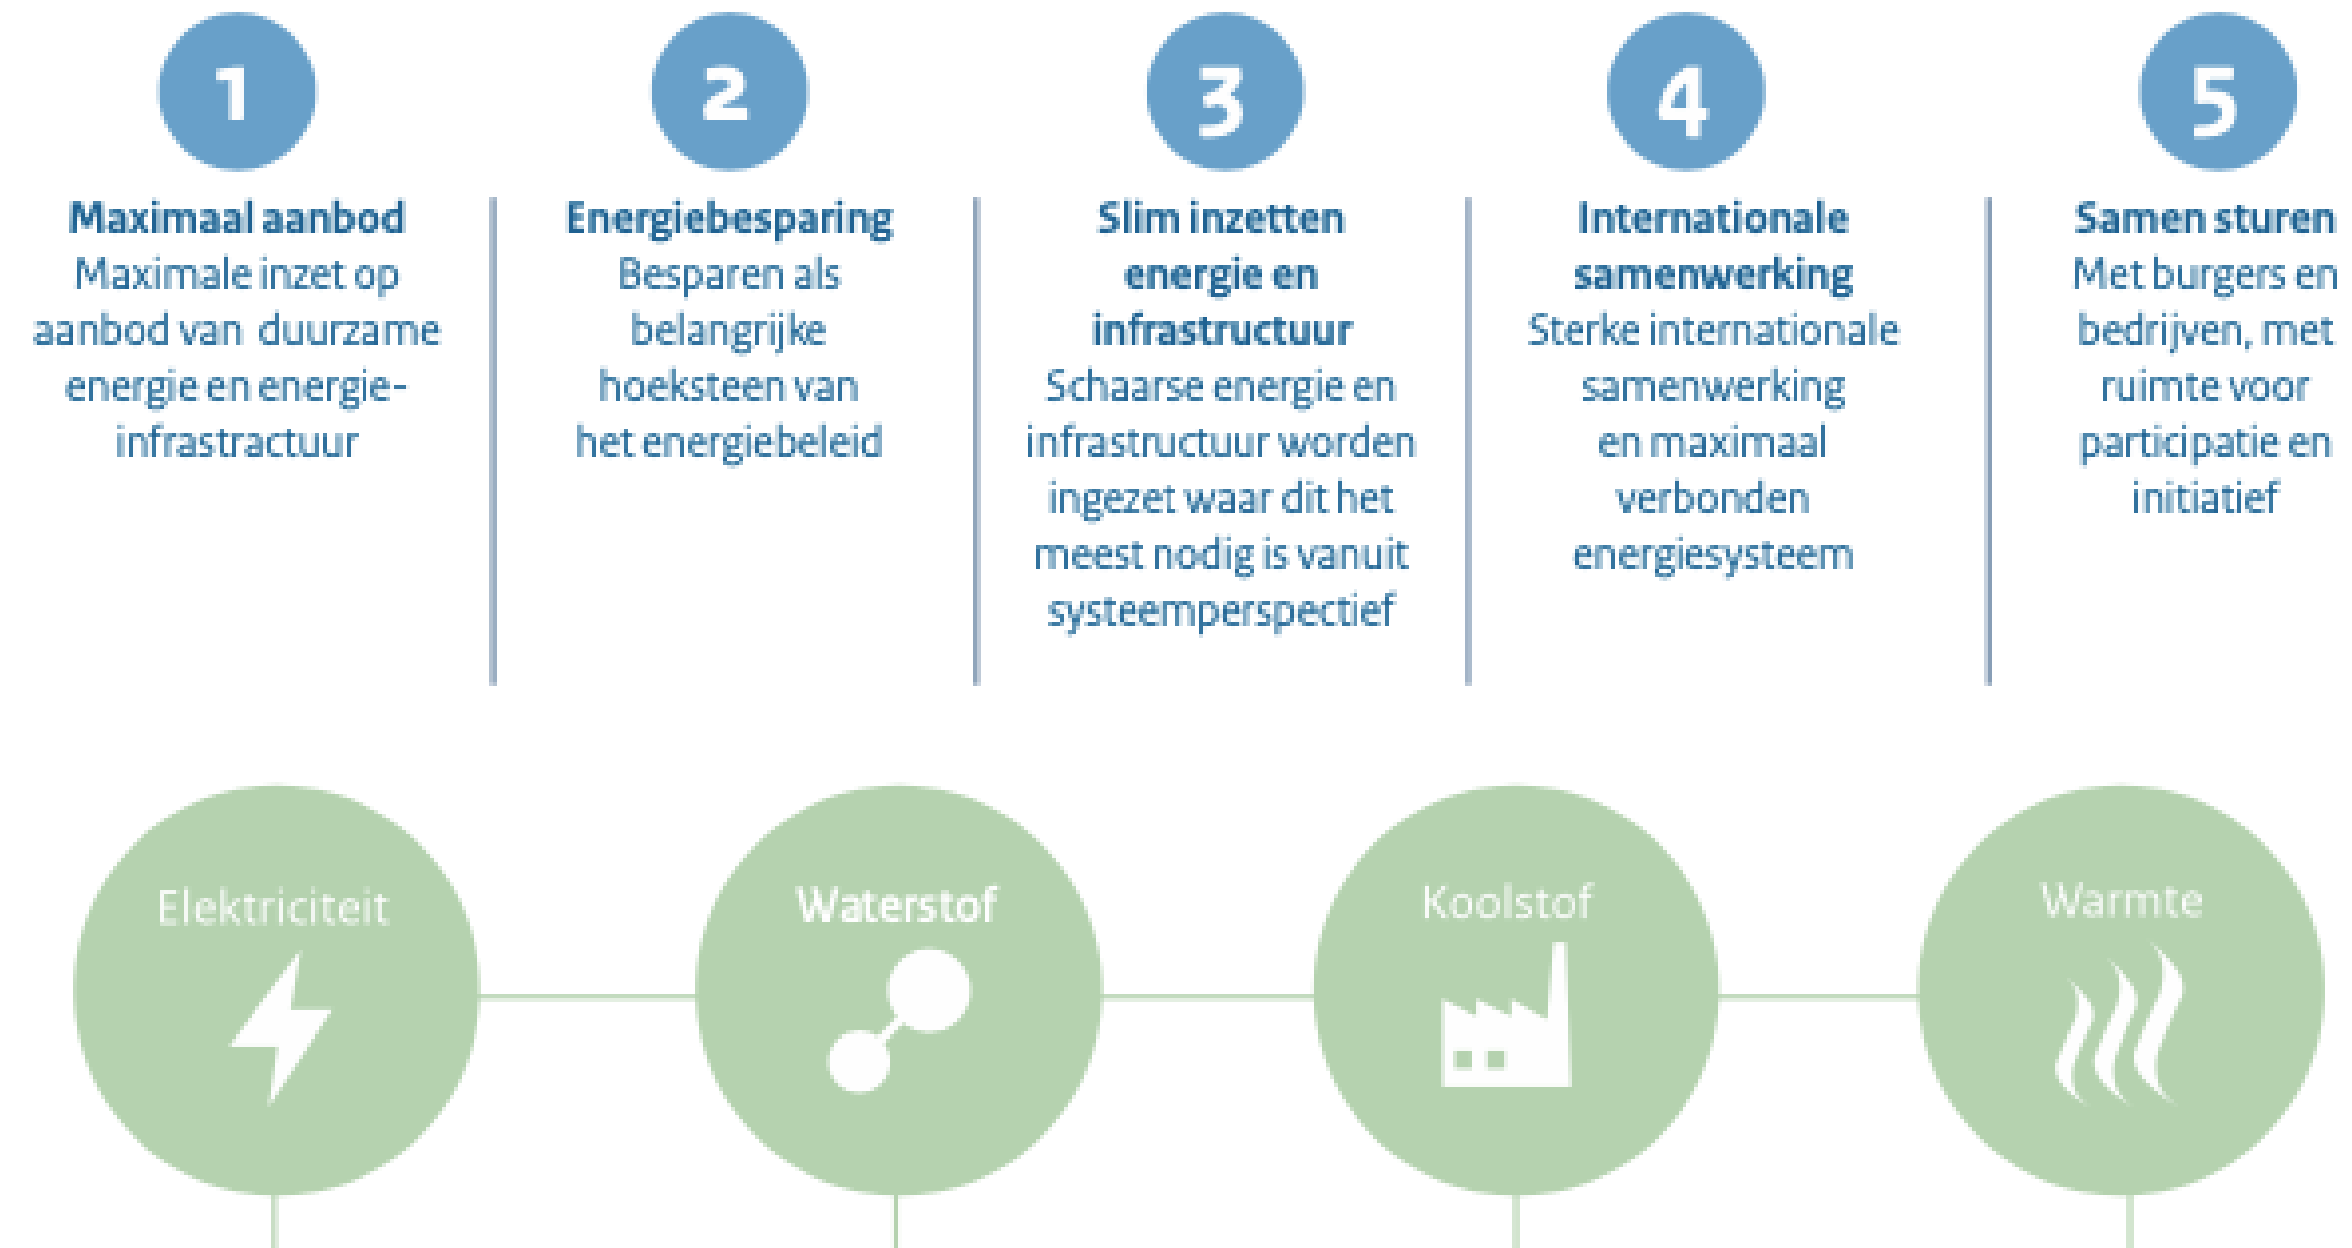 1
Maximaal aanbod
Maximale inzet op
aanbod van duurzame
energie en energie-
infrastractuur
2
Energiebesparing
Besparen als
belangrijke
hoeksteen van
het energiebeleid
3
Slim inzetten
energie en
infrastructuur
Schaarse energie en
infrastructuur worden
ingezet waar dit het
meest nodig is vanuit
systeemperspectief
4
Internationale
samenwerking
Sterke internationale
samenwerking
en maximaal
verbonden
energiesysteem
5
Samen sturen
Met burgers en
bedrijven, met
ruimte voor
participatie en
initiatief
Elektriciteit
Waterstof
Koolstof
Warmte